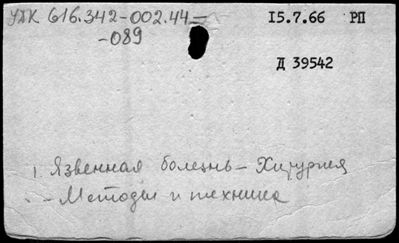 УДК 616.342-002.44-
-089
15.7.66 РП
Д 39542
1. Язвенная болезнь - Хирургия
- Методы и техника